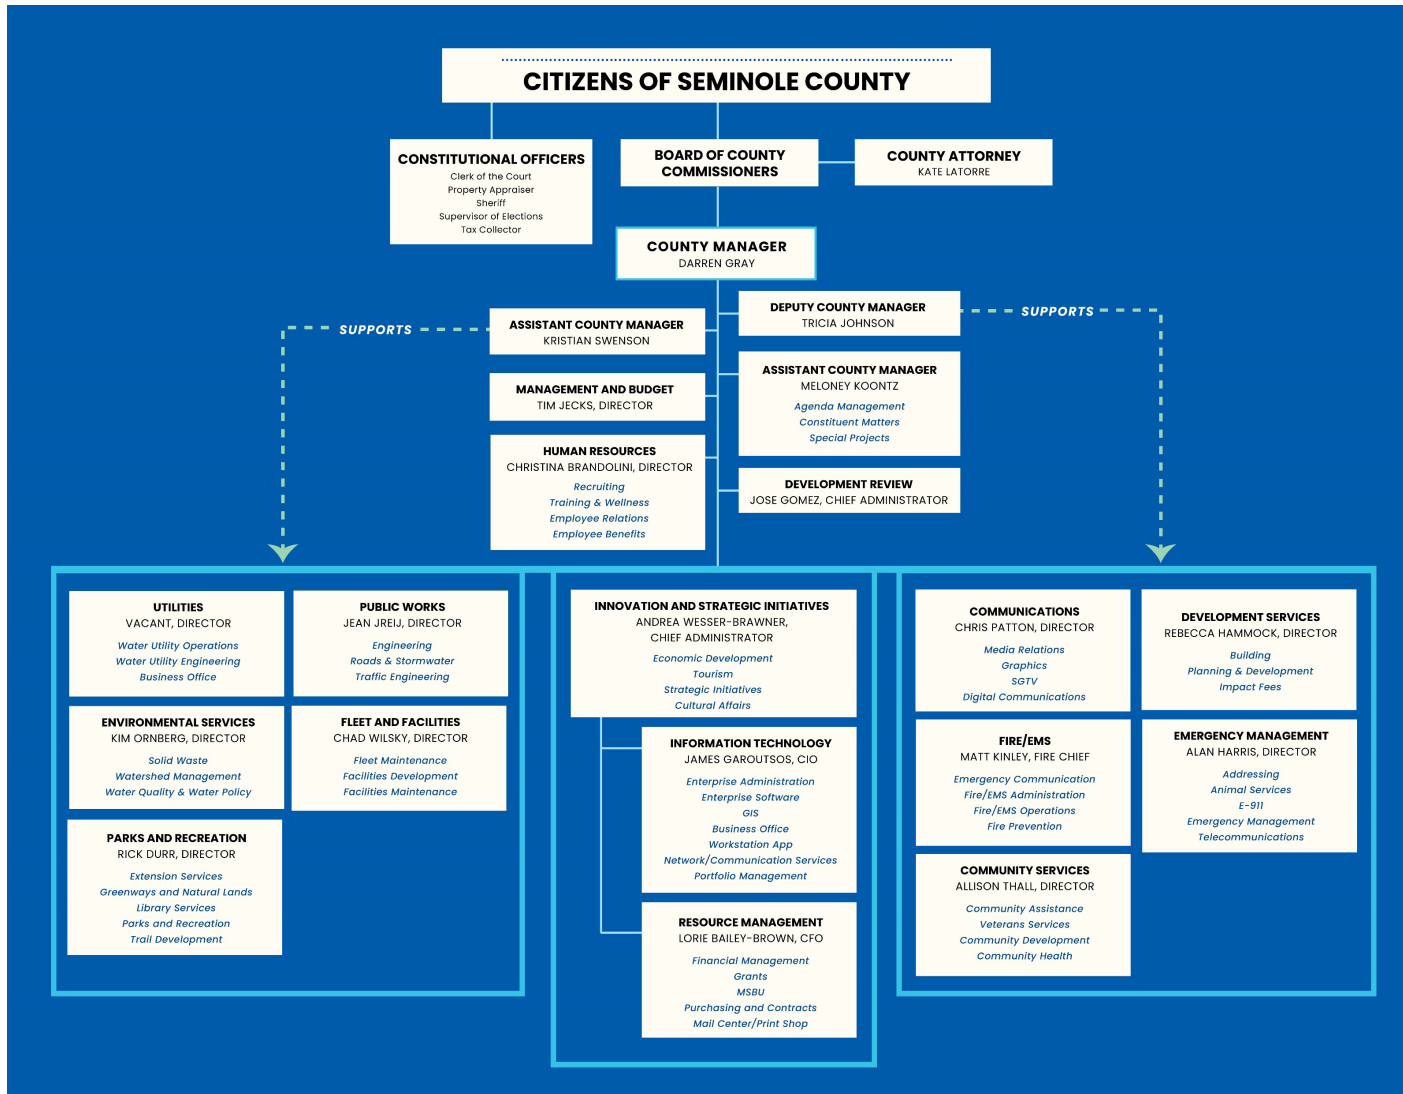 CITIZENS OF SEMINOLE COUNTY
CONSTITUTIONAL OFFICERS
Clerk of the Court
Property Appraiser
Sheriff
Supervisor of Elections
Tax Collector
BOARD OF COUNTY
COMMISSIONERS
COUNTY ATTORNEY
KATE LATORRE
COUNTY MANAGER
DARREN GRAY
SUPPORTS
ASSISTANT COUNTY MANAGER
KRISTIAN SWENSON
DEPUTY COUNTY MANAGER
TRICIA JOHNSON
SUPPORTS
MANAGEMENT AND BUDGET
TIM JECKS, DIRECTOR
ASSISTANT COUNTY MANAGER
MELONEY KOONTZ
Agenda Management
Constituent Matters
Special Projects
HUMAN RESOURCES
CHRISTINA BRANDOLINI, DIRECTOR
Recruiting
Training & Wellness
Employee Relations
Employee Benefits
DEVELOPMENT REVIEW
JOSE GOMEZ, CHIEF ADMINISTRATOR
UTILITIES
VACANT, DIRECTOR
Water Utility Operations
Water Utility Engineering
Business Office
PUBLIC WORKS
JEAN JREIJ, DIRECTOR
Engineering
Roads & Stormwater
Traffic Engineering
ENVIRONMENTAL SERVICES
KIM ORNBERG, DIRECTOR
Solid Waste
Watershed Management
Water Quality & Water Policy
FLEET AND FACILITIES
CHAD WILSKY, DIRECTOR
Fleet Maintenance
Facilities Development
Facilities Maintenance
PARKS AND RECREATION
RICK DURR, DIRECTOR
Extension Services
Greenways and Natural Lands
Library Services
Parks and Recreation
Trail Development
INNOVATION AND STRATEGIC INITIATIVES
ANDREA WESSER-BRAWNER,
CHIEF ADMINISTRATOR
Economic Development
Tourism
Strategic Initiatives
Cultural Affairs
INFORMATION TECHNOLOGY
JAMES GAROUTSOS, CIO
Enterprise Administration
Enterprise Software
GIS
Business Office
Workstation App
Network/Communication Services
Portfolio Management
RESOURCE MANAGEMENT
LORIE BAILEY-BROWN, CFO
Financial Management
Grants
MSBU
Purchasing and Contracts
Mail Center/Print Shop
COMMUNICATIONS
CHRIS PATTON, DIRECTOR
Media Relations
Graphics
SGTV
Digital Communications
DEVELOPMENT SERVICES
REBECCA HAMMOCK, DIRECTOR
Building
Planning & Development
Impact Fees
FIRE/EMS
MATT KINLEY, FIRE CHIEF
Emergency Communication
Fire/EMS Administration
Fire/EMS Operations
Fire Prevention
EMERGENCY MANAGEMENT
ALAN HARRIS, DIRECTOR
Addressing
Animal Services
E-911
Emergency Management
Telecommunications
COMMUNITY SERVICES
ALLISON THALL, DIRECTOR
Community Assistance
Veterans Services
Community Development
Community Health